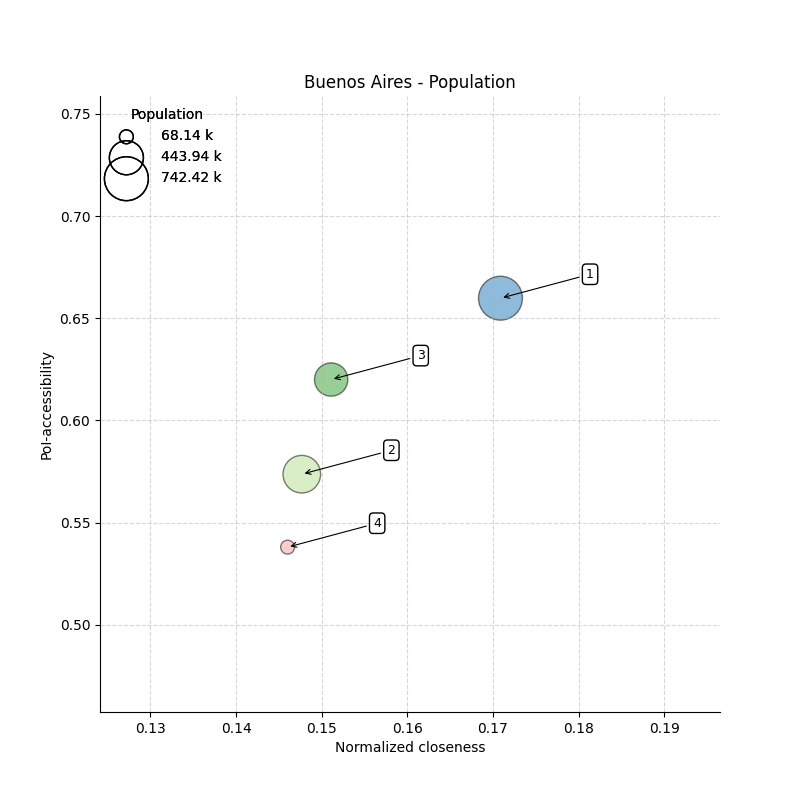 Buenos Aires - Population
0.75
Population
68.14 k
443.94 k
742.42 k
0.70
1
0.65
3
Pol-accessibility
0.60
2
0.55
4
0.50
0.13 0.14 0.15 0.16 0.17 0.18 0.19
Normalized closeness